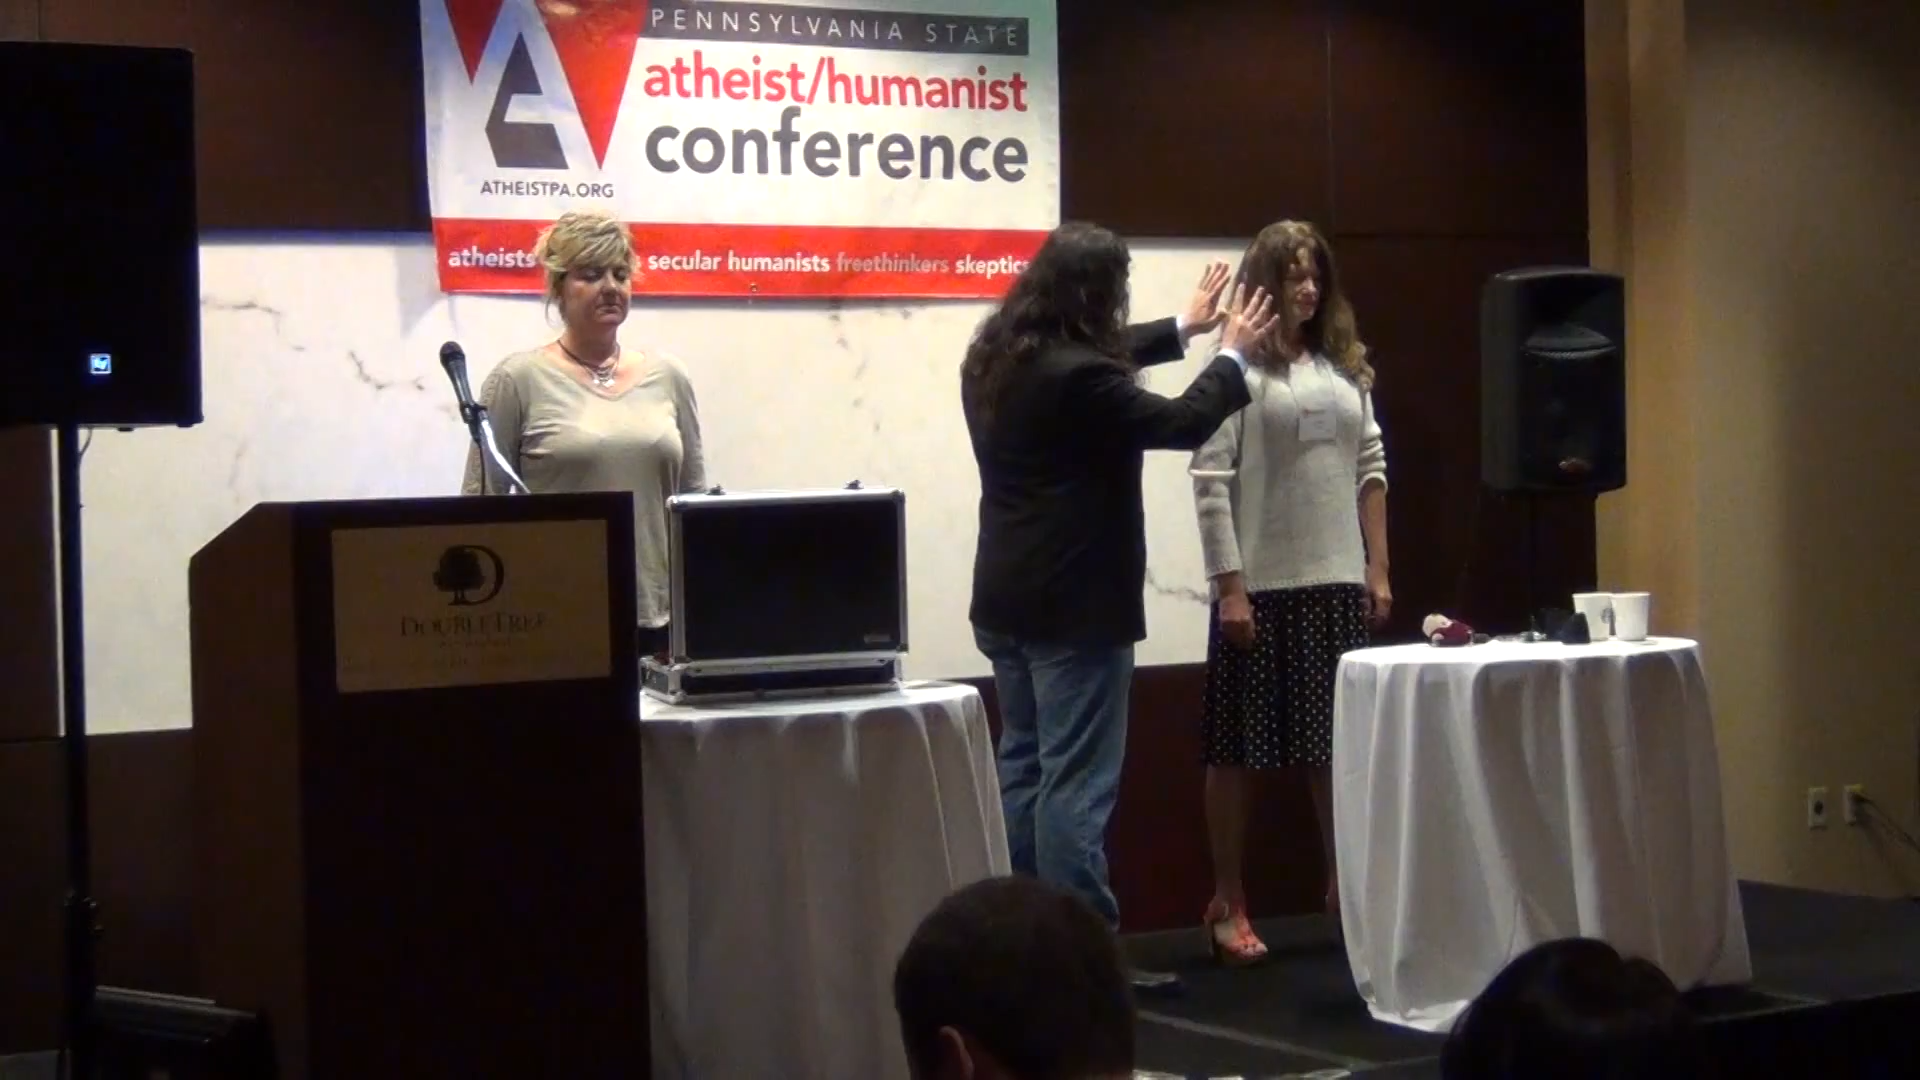 PENNSYLVANIA STATE
atheist/humanist
conference
ATHEISTPA.ORG
atheists secular humanists freethinkers skeptics
DOUBLETREE